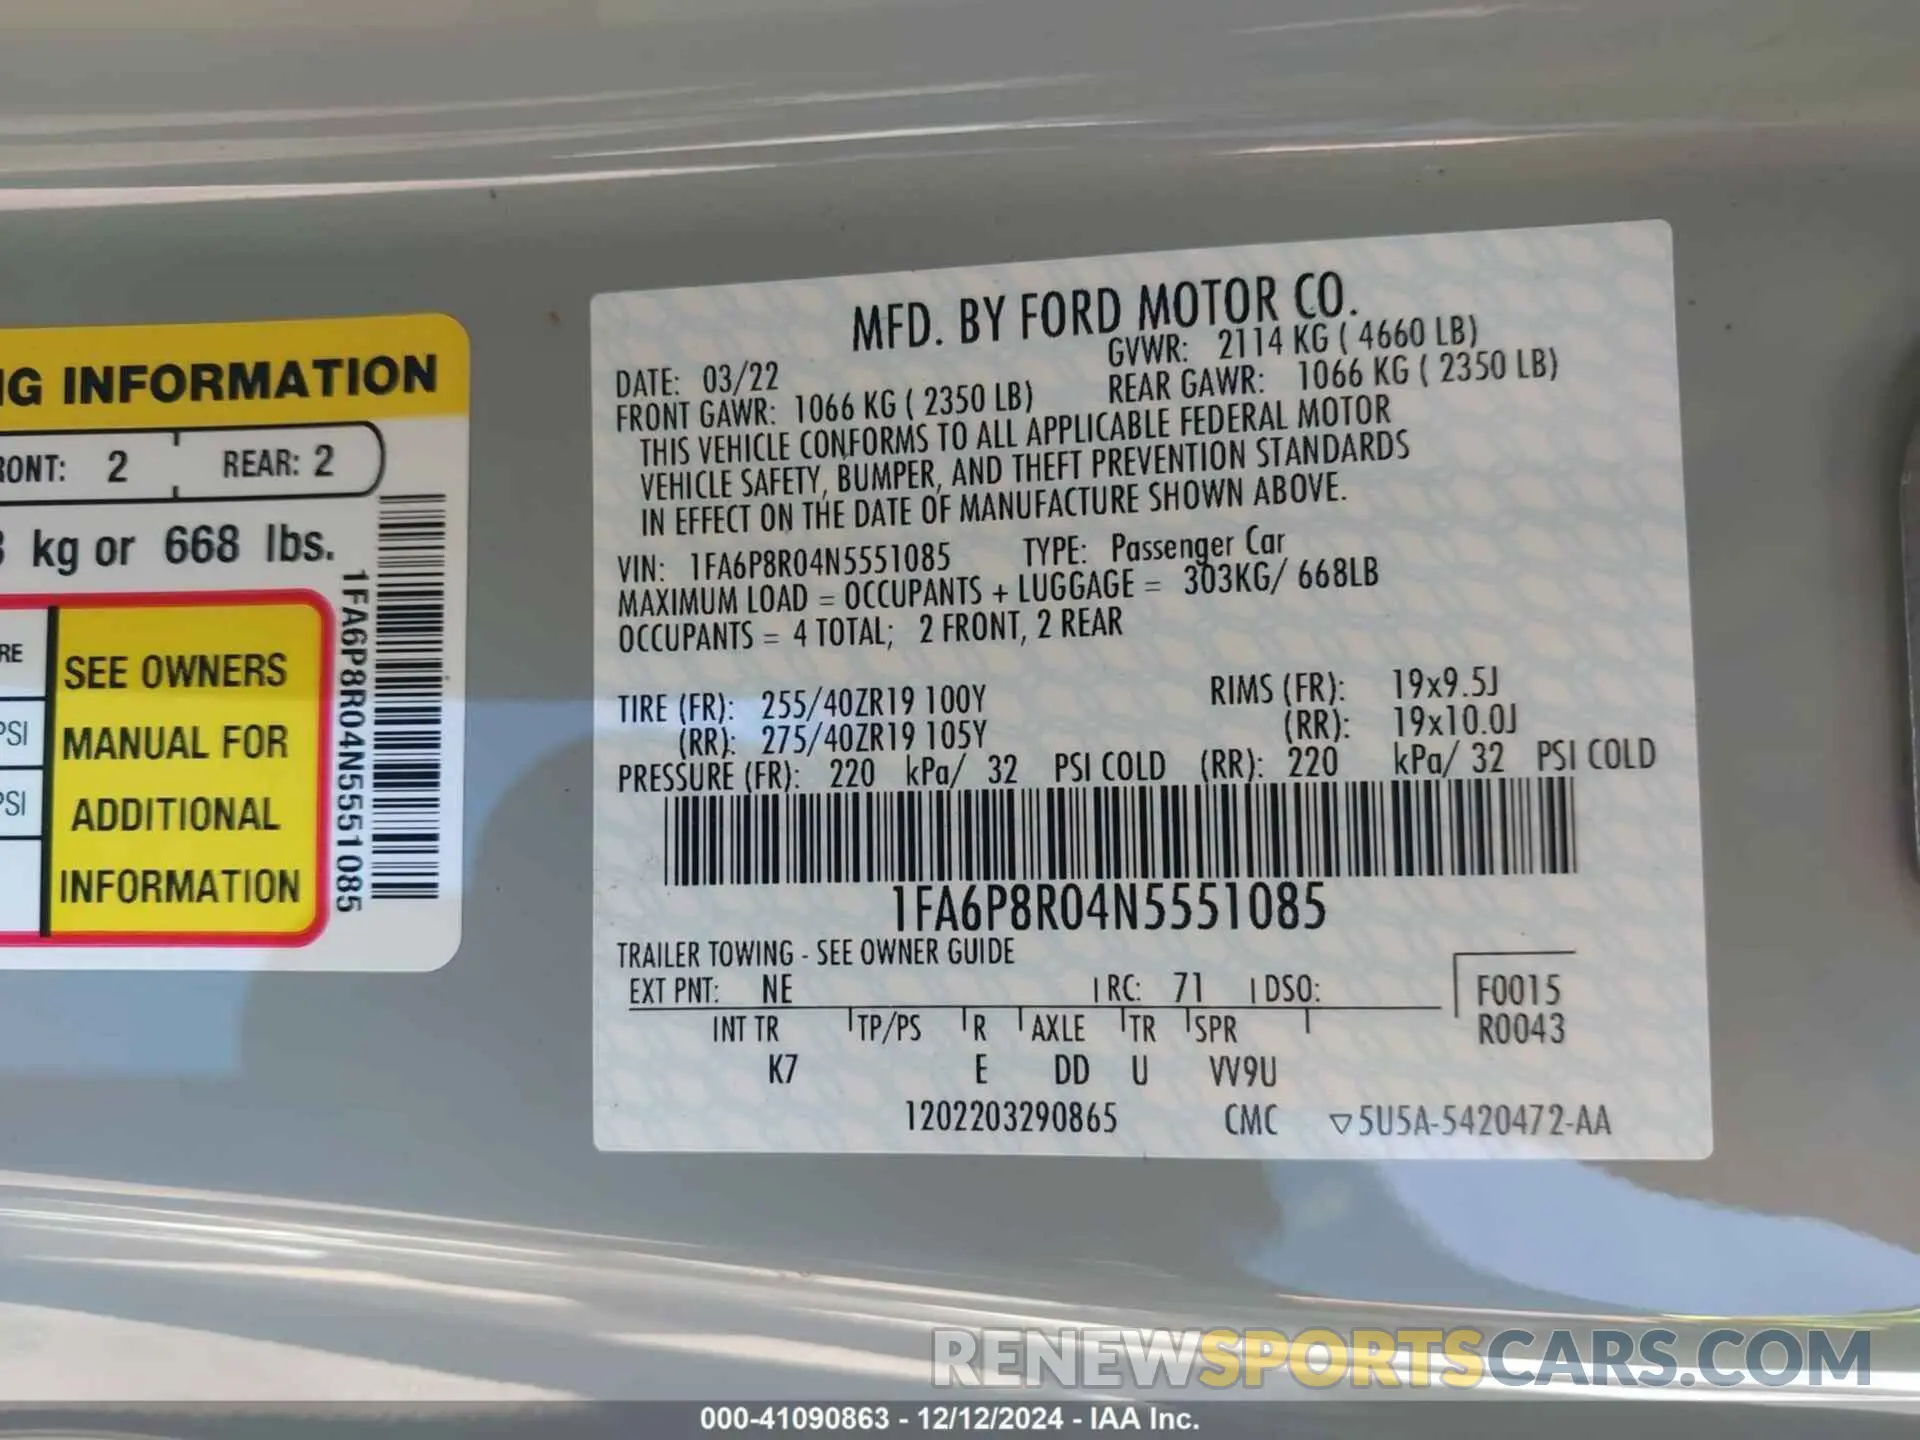 NG INFORMATION
RONT: 2 REAR: 2
3 kg or 668 lbs.
RE
PSI
PSI
SEE OWNERS
MANUAL FOR
ADDITIONAL
INFORMATION
1FA6P8R04N5551085
MFD. BY FORD MOTOR CO.
DATE: 03/22 GVWR: 2114 KG ( 4660 LB)
FRONT GAWR: 1066 KG ( 2350 LB) REAR GAWR: 1066 KG ( 2350 LB)
THIS VEHICLE CONFORMS TO ALL APPLICABLE FEDERAL MOTOR
VEHICLE SAFETY, BUMPER, AND THEFT PREVENTION STANDARDS
IN EFFECT ON THE DATE OF MANUFACTURE SHOWN ABOVE.
VIN: 1FA6P8R04N5551085 TYPE: Passenger Car
MAXIMUM LOAD = OCCUPANTS + LUGGAGE = 303KG/ 668LB
OCCUPANTS = 4 TOTAL; 2 FRONT, 2 REAR
TIRE (FR): 255/40ZR19 100Y RIMS (FR): 19x9.5J
(RR): 275/40ZR19 105Y (RR): 19x10.0J
PRESSURE (FR): 220 kPa/ 32 PSI COLD (RR): 220 kPa/ 32 PSI COLD
1FA6P8R04N5551085
TRAILER TOWING - SEE OWNER GUIDE
EXT PNT: NE RC: 71 DSO: F0015
INT TR TP/PS R AXLE TR SPR R0043
K7 E DD U VV9U
1202203290865 CMC ▽5U5A-5420472-AA
RENEWSPORTSCARS.COM
000-41090863 - 12/12/2024 - IAA Inc.